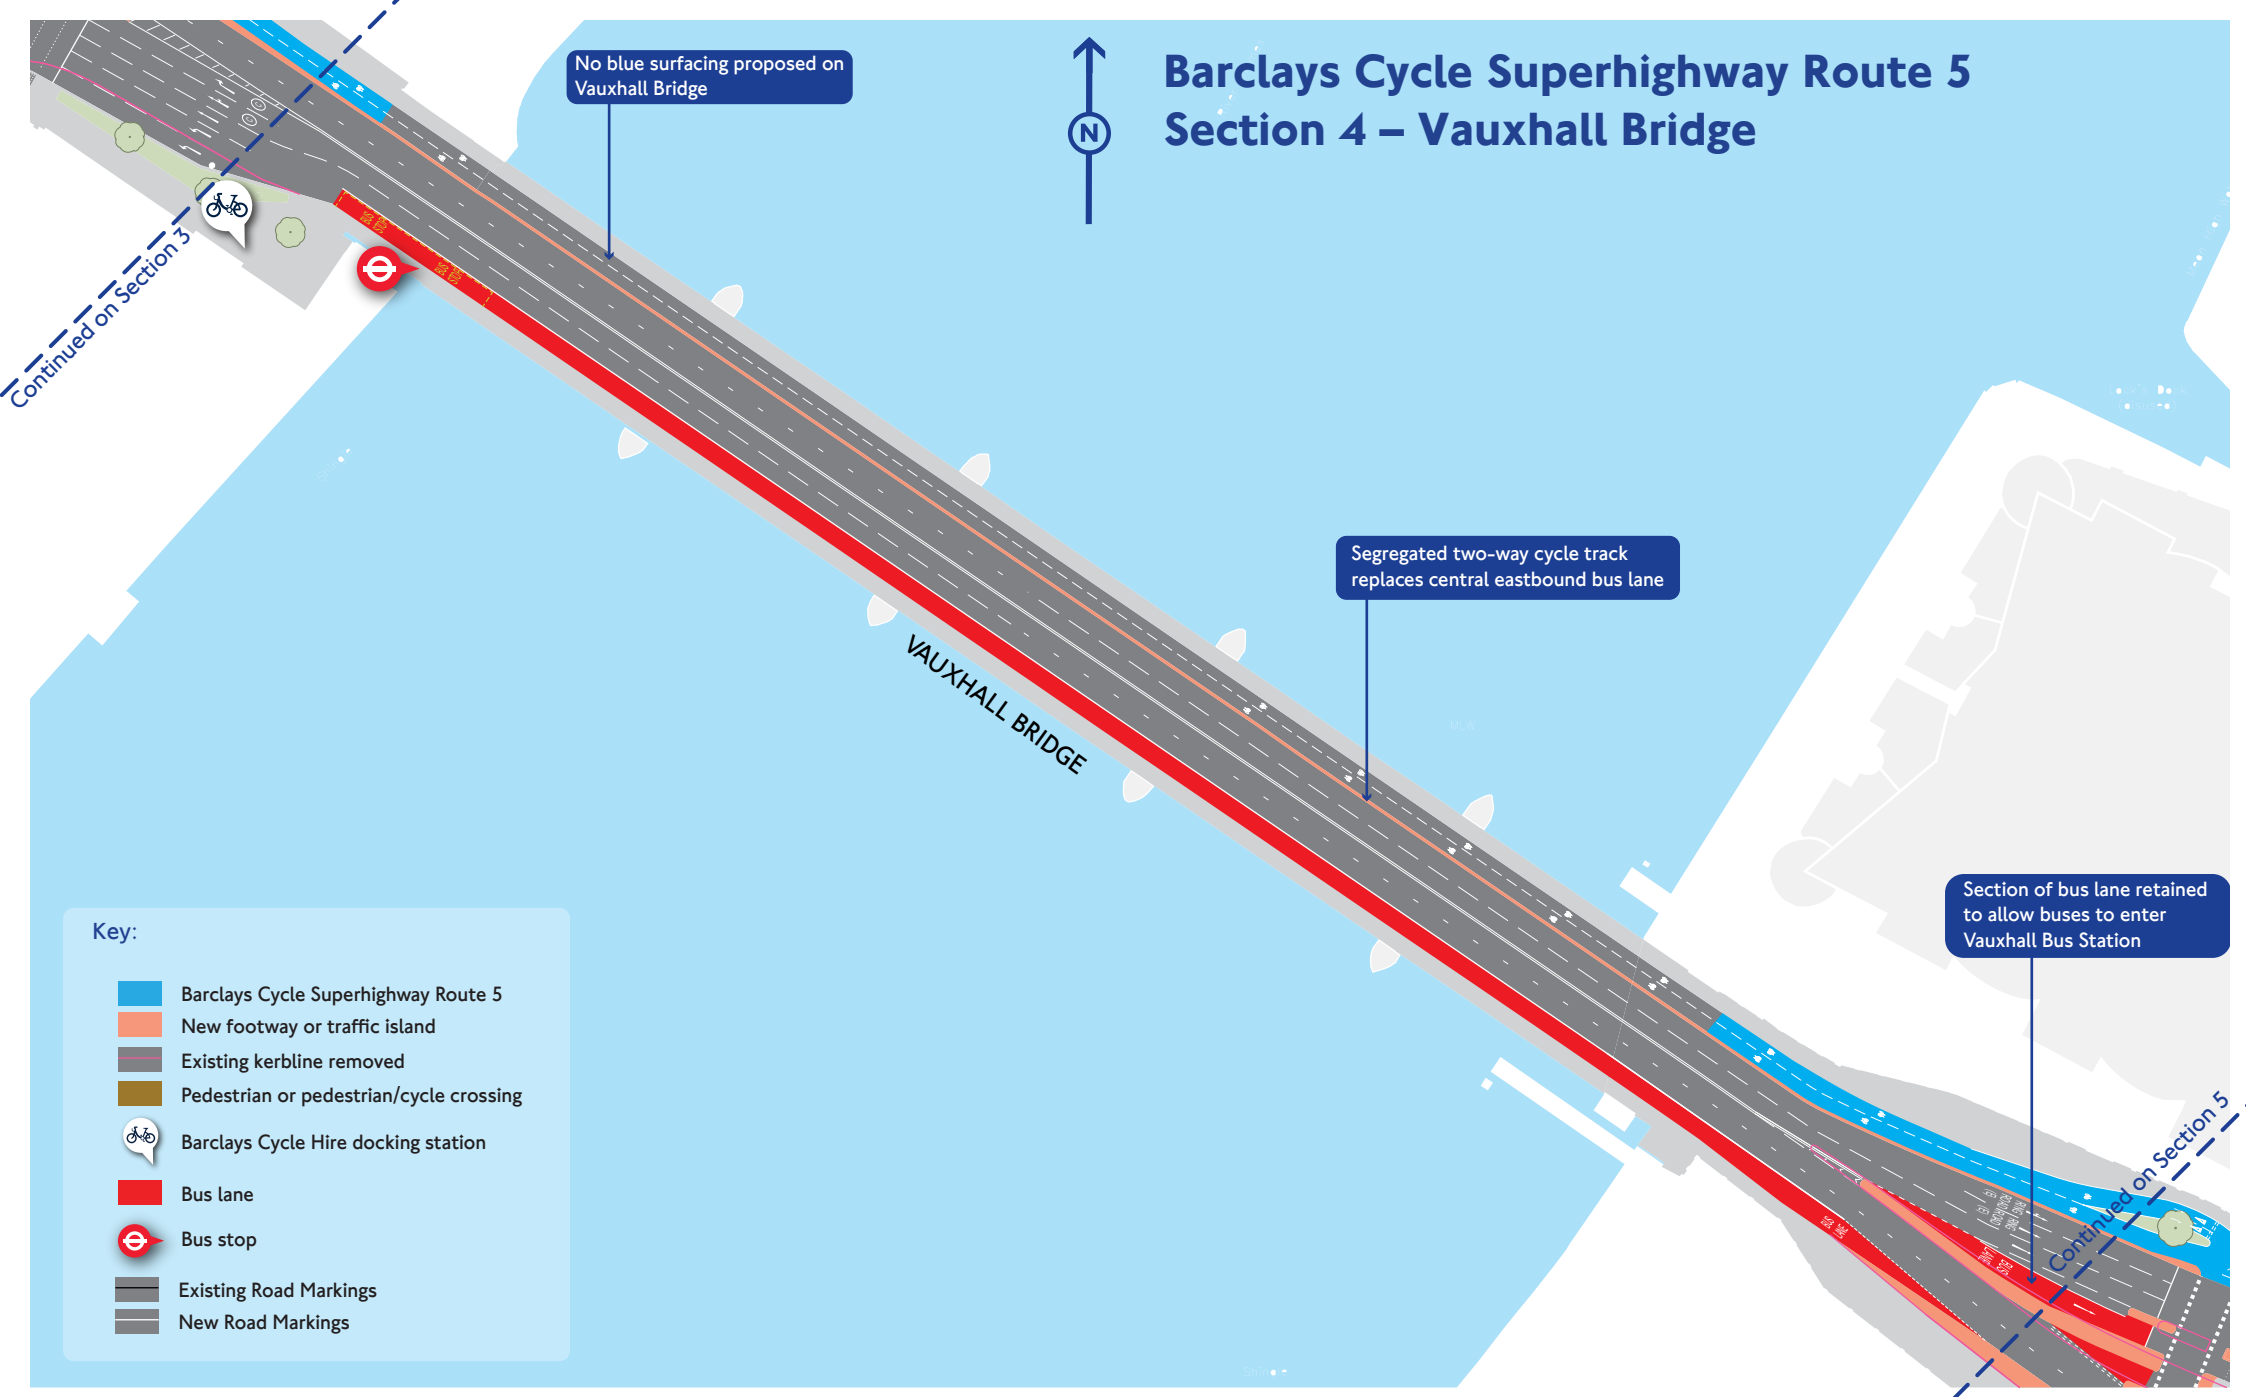 Barclays Cycle Superhighway Route 5
Section 4 – Vauxhall Bridge
N
No blue surfacing proposed on
Vauxhall Bridge
Continued on Section 3
Segregated two-way cycle track
replaces central eastbound bus lane
VAUXHALL BRIDGE
Section of bus lane retained
to allow buses to enter
Vauxhall Bus Station
Continued on Section 5
BUS LANE
BUS LANE
Key:
Barclays Cycle Superhighway Route 5
New footway or traffic island
Existing kerbline removed
Pedestrian or pedestrian/cycle crossing
Barclays Cycle Hire docking station
Bus lane
Bus stop
Existing Road Markings
New Road Markings